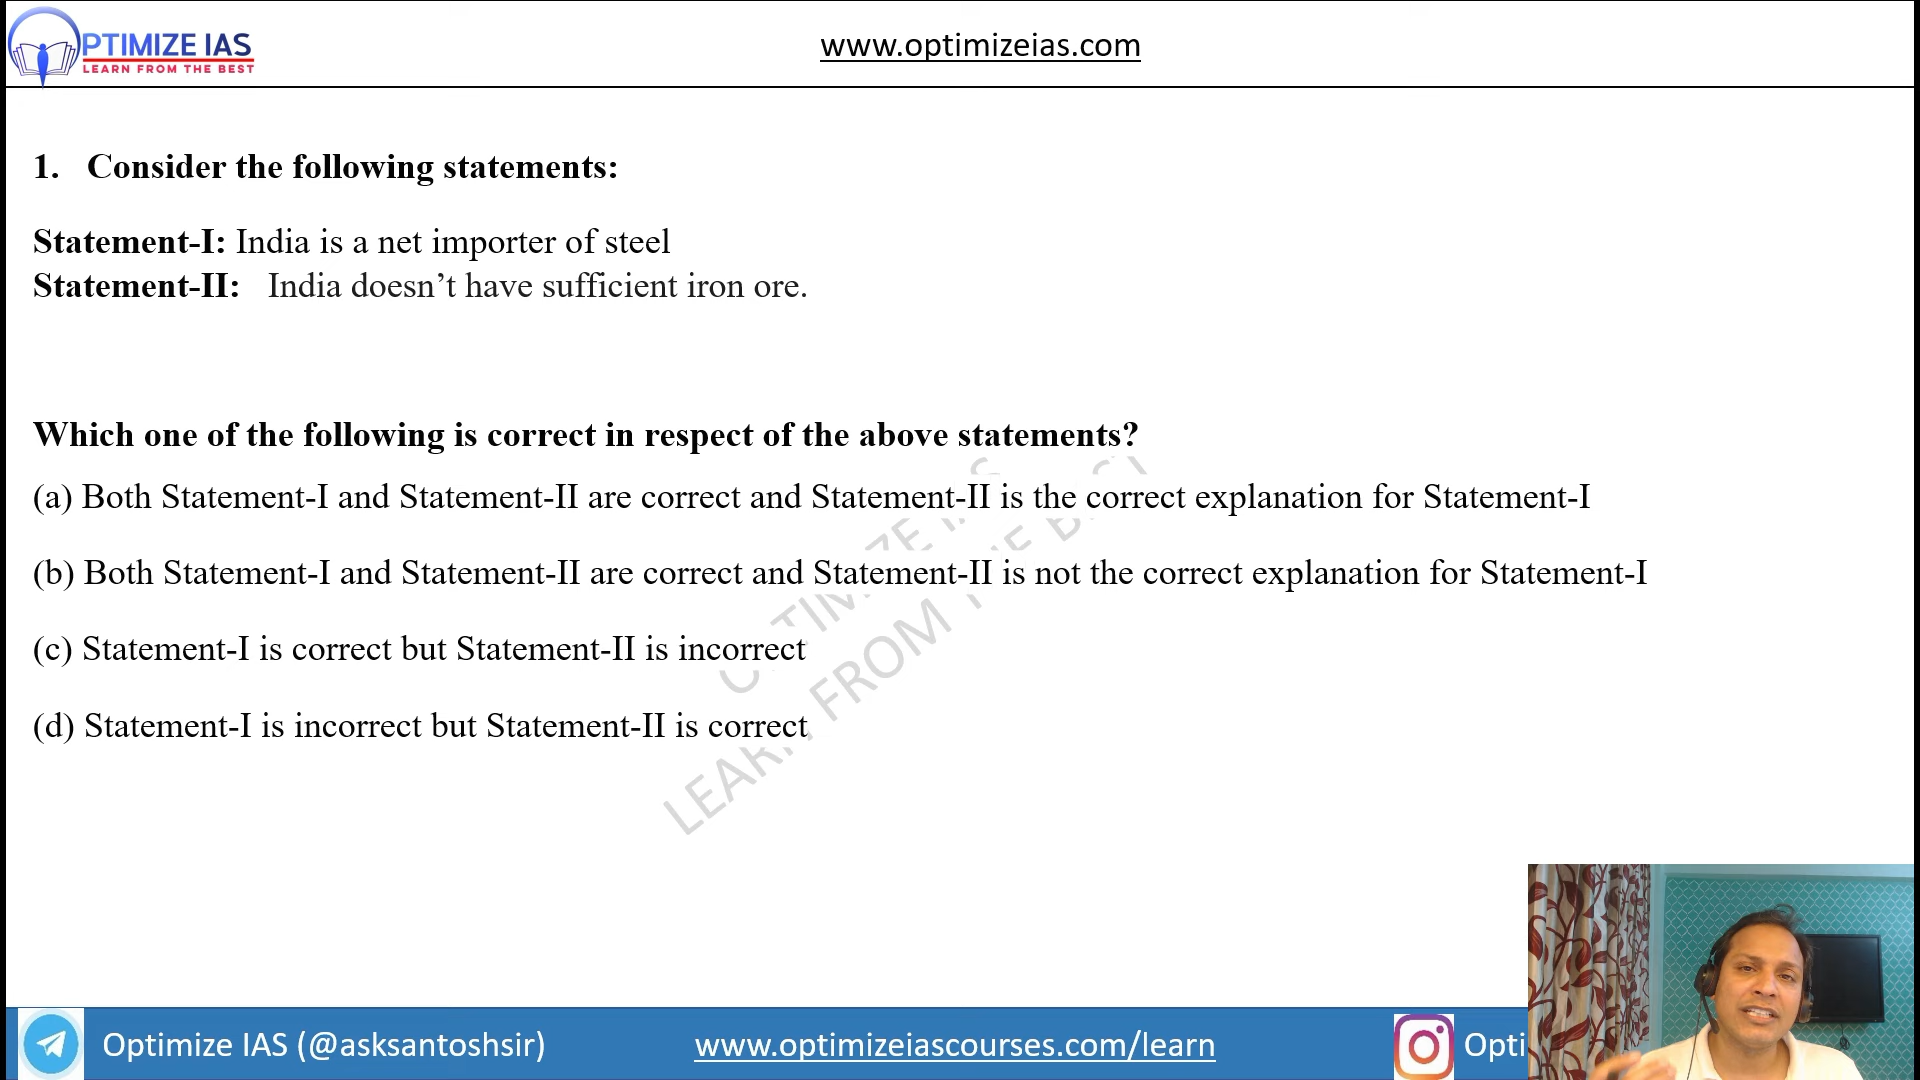 PTIMIZE IAS
LEARN FROM THE BEST
www.optimizeias.com
1. Consider the following statements:
Statement-I: India is a net importer of steel
Statement-II: India doesn’t have sufficient iron ore.
Which one of the following is correct in respect of the above statements?
(a) Both Statement-I and Statement-II are correct and Statement-II is the correct explanation for Statement-I
(b) Both Statement-I and Statement-II are correct and Statement-II is not the correct explanation for Statement-I
(c) Statement-I is correct but Statement-II is incorrect
(d) Statement-I is incorrect but Statement-II is correct
Optimize IAS (@asksantoshsir)
www.optimizeiascourses.com/learn
Opti